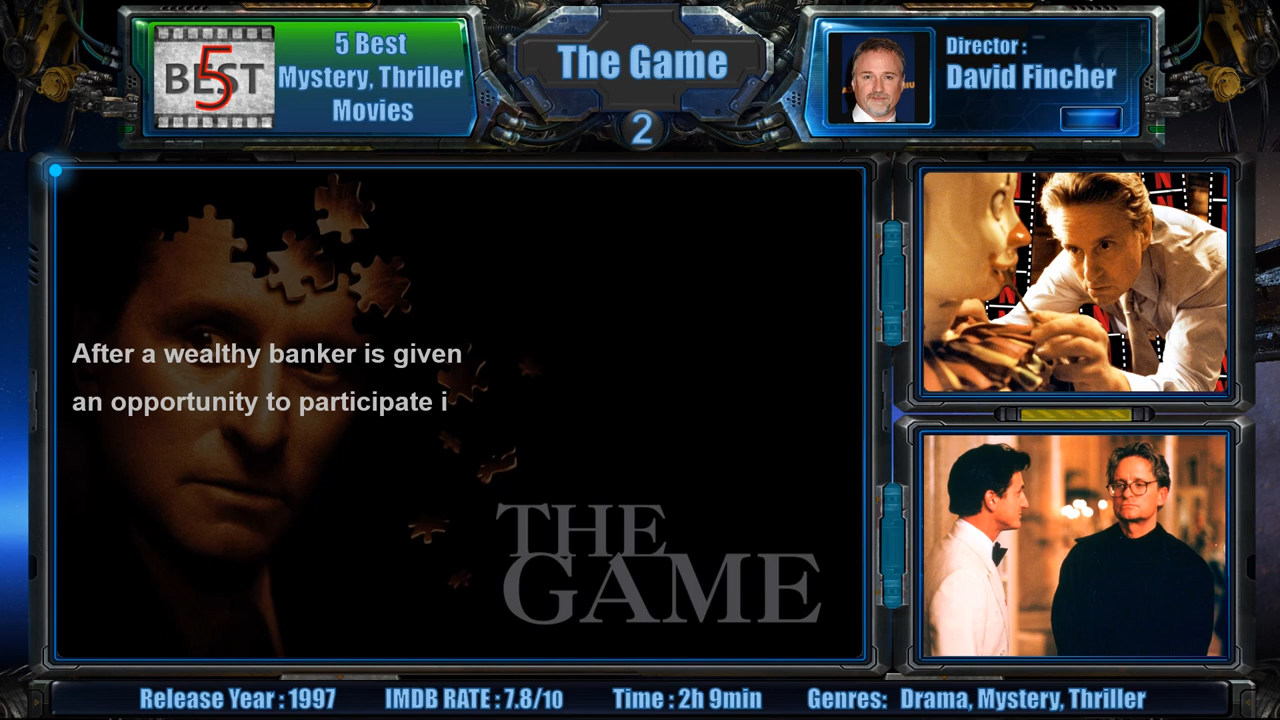 BEST
5
5 Best
Mystery, Thriller
Movies
The Game
2
Director :
David Fincher
After a wealthy banker is given
an opportunity to participate i
THE
GAME
Release Year : 1997 IMDB RATE : 7.8/10 Time : 2h 9min Genres: Drama, Mystery, Thriller